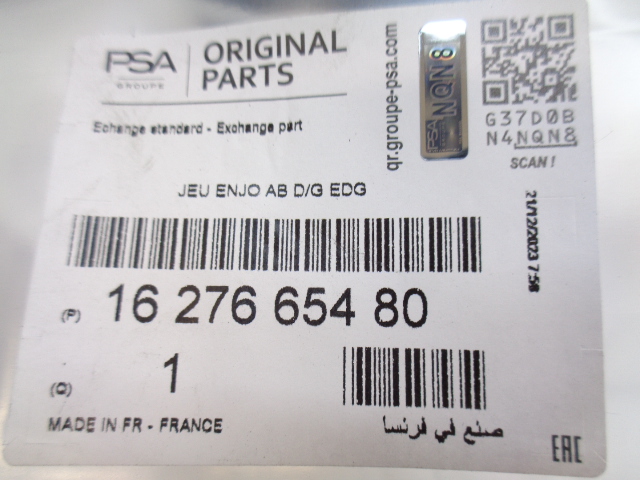 PSA
GROUPE
ORIGINAL
PARTS
Echange standard - Exchange part
qr.groupe-psa.com
PSA NQN8
G37D0B
N4NQN8
SCAN!
JEU ENJO AB D/G EDG
21/12/2023 7:58
(P) 16 276 654 80
(Q) 1
MADE IN FR - FRANCE
صنع في فرنسا
EAC